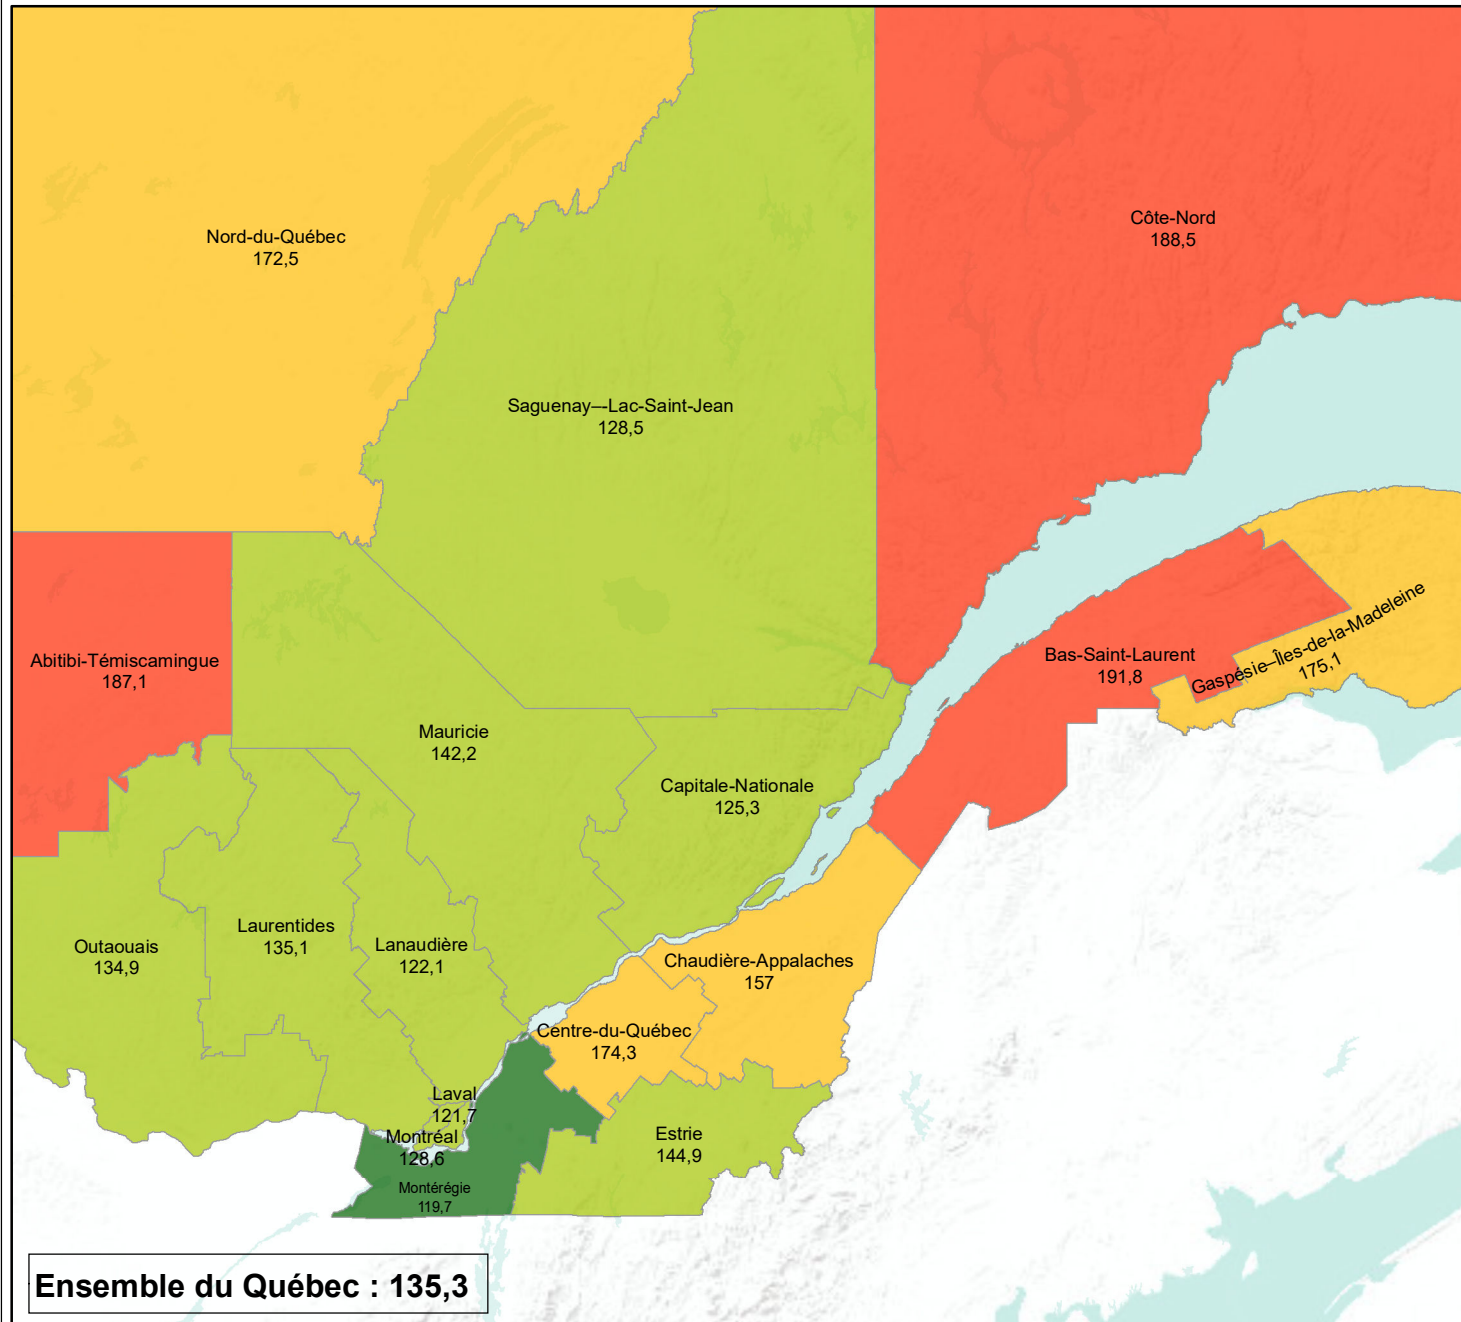 Nord-du-Québec
172,5
Côte-Nord
188,5
Saguenay–-Lac-Saint-Jean
128,5
Abitibi-Témiscamingue
187,1
Bas-Saint-Laurent
191,8
Gaspésie–Îles-de-la-Madeleine
175,1
Mauricie
142,2
Capitale-Nationale
125,3
Outaouais
134,9
Laurentides
135,1
Lanaudière
122,1
Chaudière-Appalaches
157
Centre-du-Québec
174,3
Laval
121,7
Montréal
128,6
Estrie
144,9
Montérégie
119,7
Ensemble du Québec : 135,3